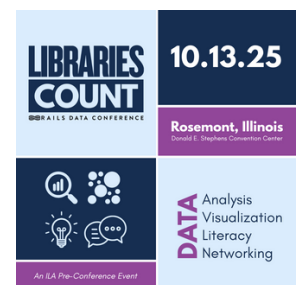 LIBRARIES
COUNT
RAILS DATA CONFERENCE
10.13.25
Rosemont, Illinois
Donald E. Stephens Convention Center
An ILA Pre-Conference Event
DATA
Analysis
Visualization
Literacy
Networking